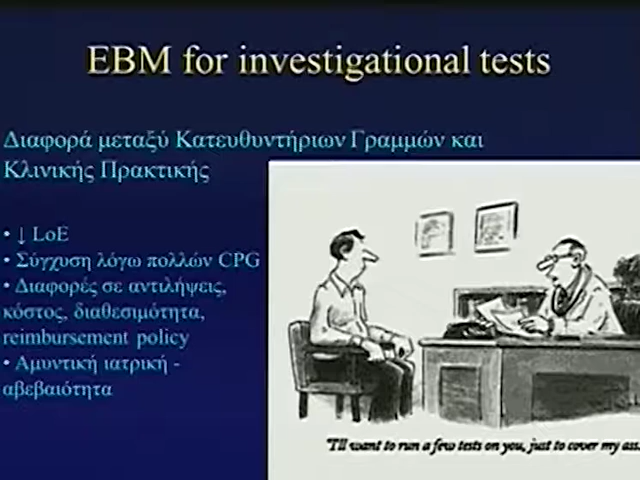 EBM for investigational tests
Διαφορά μεταξύ Κατευθυντήριων Γραμμών και
Κλινικής Πρακτικής
• ↓ LoE
• Σύγχυση λόγω πολλών CPG
• Διαφορές σε αντιλήψεις,
κόστος, διαθεσιμότητα,
reimbursement policy
• Αμυντική ιατρική -
αβεβαιότητα
"I'll want to run a few tests on you, just to cover my ass.